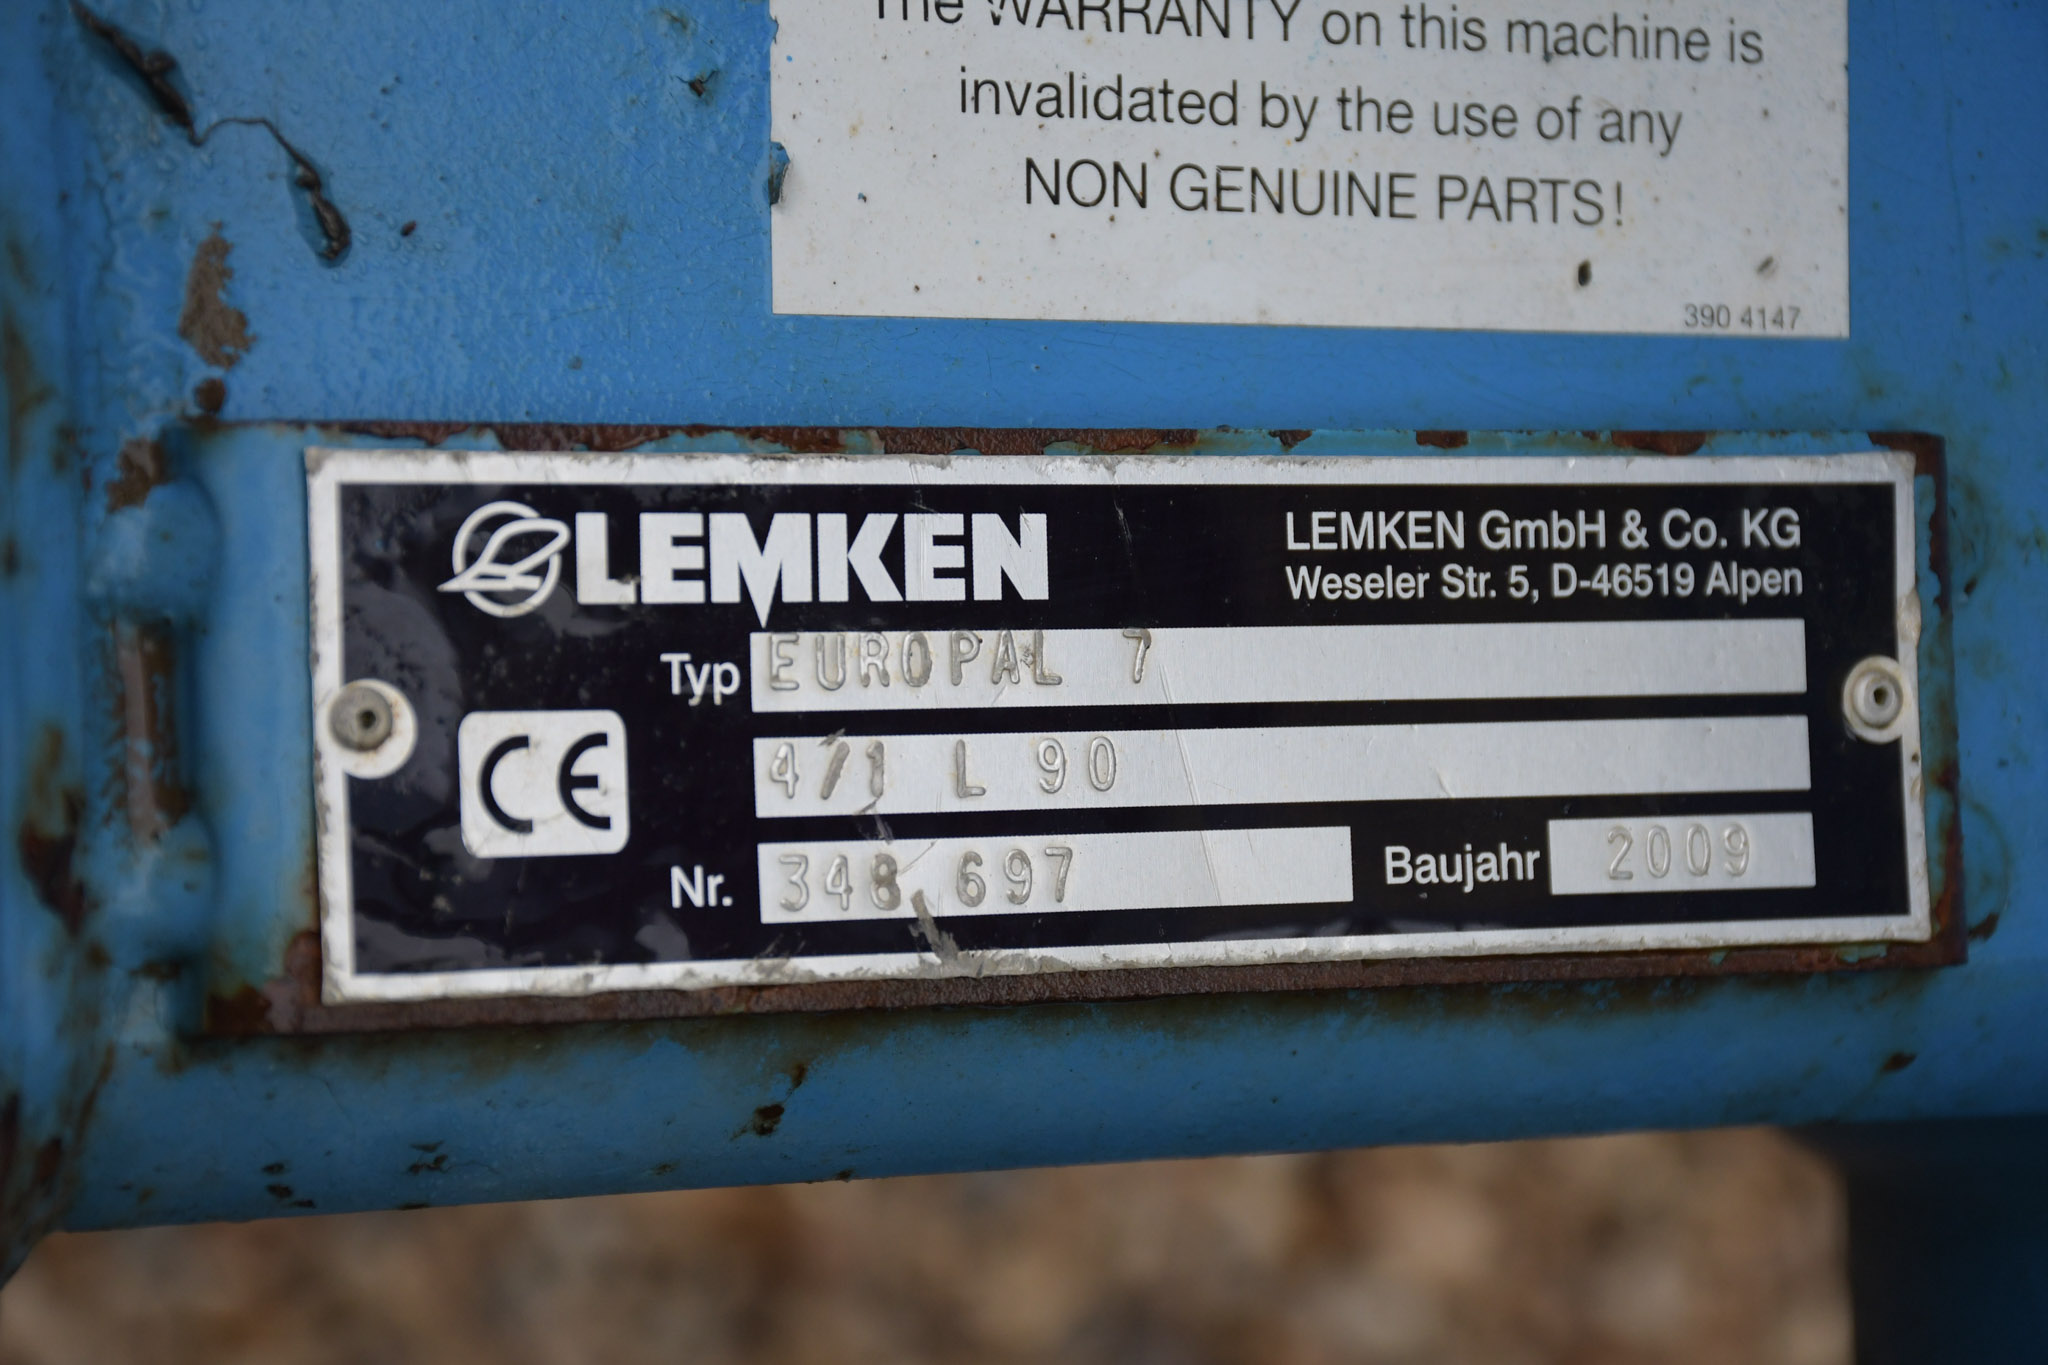 The WARRANTY on this machine is
invalidated by the use of any
NON GENUINE PARTS!
390 4147
LEMKEN
LEMKEN GmbH & Co. KG
Weseler Str. 5, D-46519 Alpen
Typ EUROPAL 7
4/1 L 90
CE
Nr. 348 697 Baujahr 2009